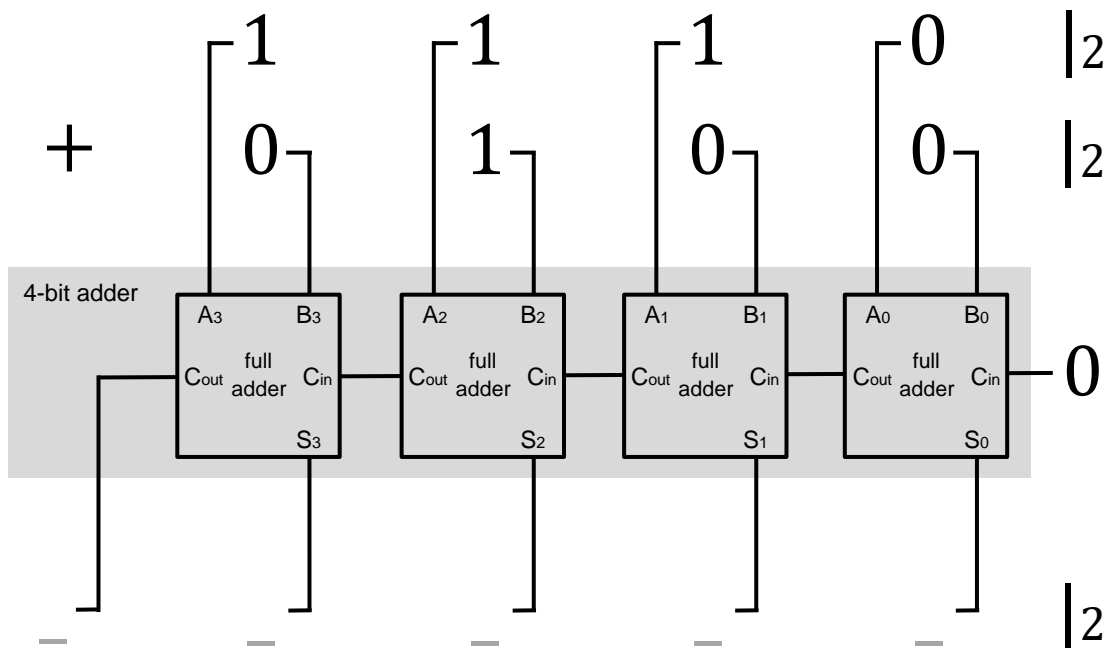 1 1 1 0 |2
+ 0 1 0 0 |2
4-bit adder
A3 B3 A2 B2 A1 B1 A0 B0
Cout full adder Cin Cout full adder Cin Cout full adder Cin Cout full adder Cin 0
S3 S2 S1 S0
_ _ _ _ _ |2